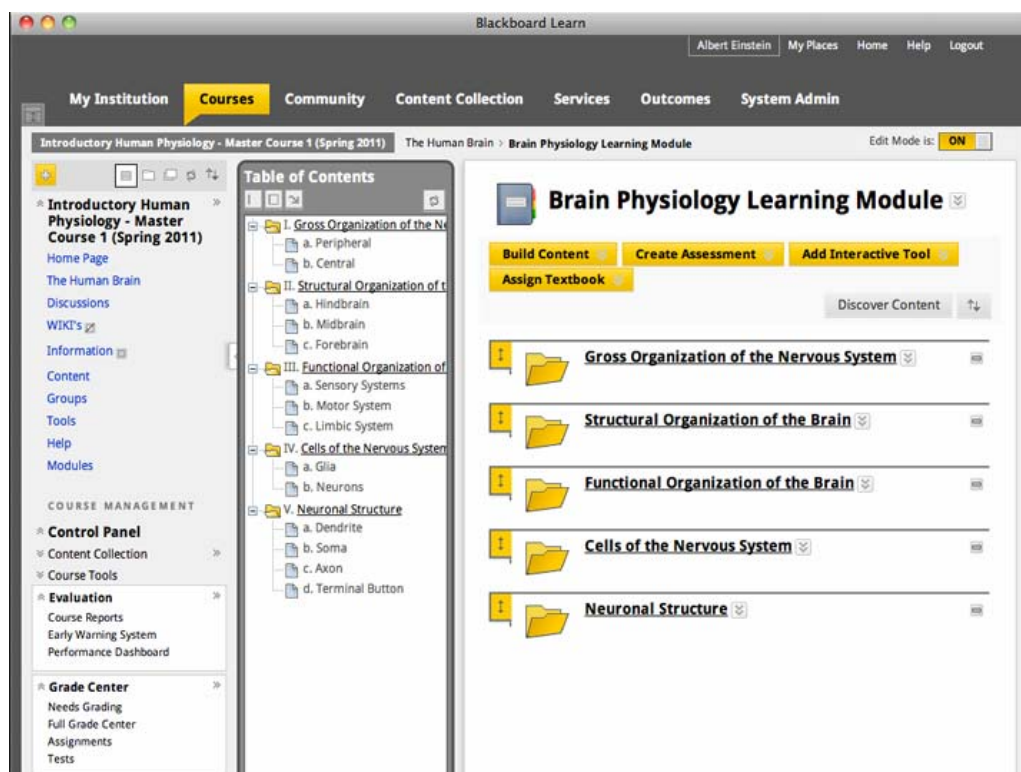 Blackboard Learn
Albert Einstein My Places Home Help Logout
My Institution Courses Community Content Collection Services Outcomes System Admin
Introductory Human Physiology - Master Course 1 (Spring 2011) The Human Brain > Brain Physiology Learning Module
Edit Mode is: ON
Introductory Human
Physiology - Master
Course 1 (Spring 2011)
Home Page
The Human Brain
Discussions
WIKI's
Information
Content
Groups
Tools
Help
Modules
COURSE MANAGEMENT
Control Panel
Content Collection
Course Tools
Evaluation
Course Reports
Early Warning System
Performance Dashboard
Grade Center
Needs Grading
Full Grade Center
Assignments
Tests
Table of Contents
I. Gross Organization of the Ne
a. Peripheral
b. Central
II. Structural Organization of t
a. Hindbrain
b. Midbrain
c. Forebrain
III. Functional Organization of
a. Sensory Systems
b. Motor System
c. Limbic System
IV. Cells of the Nervous System
a. Glia
b. Neurons
V. Neuronal Structure
a. Dendrite
b. Soma
c. Axon
d. Terminal Button
Brain Physiology Learning Module
Build Content Create Assessment Add Interactive Tool
Assign Textbook
Discover Content
Gross Organization of the Nervous System
Structural Organization of the Brain
Functional Organization of the Brain
Cells of the Nervous System
Neuronal Structure